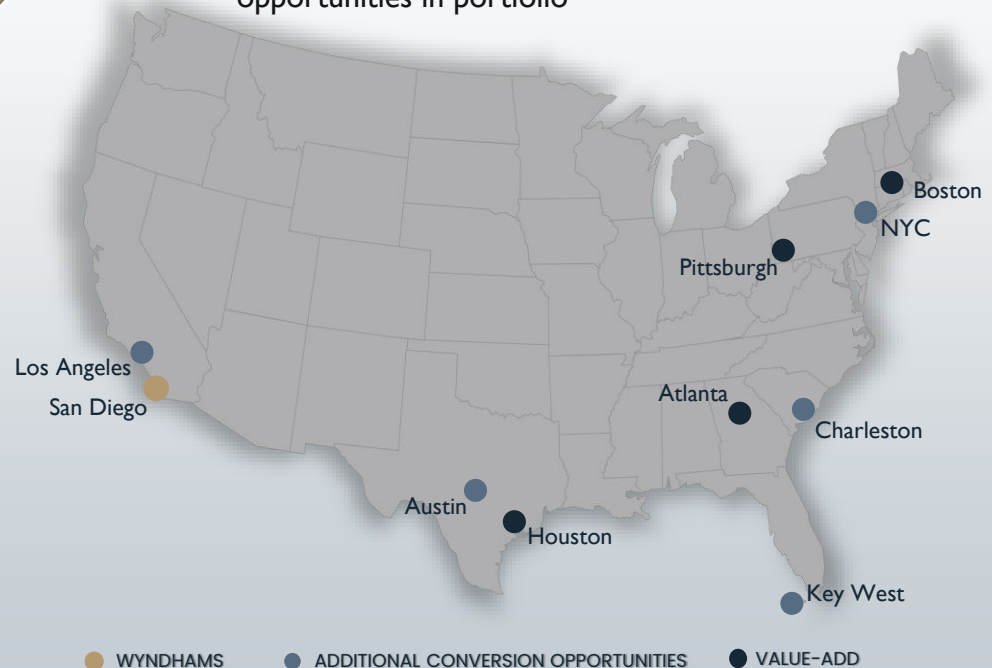 opportunities in portfolio
Boston
NYC
Pittsburgh
Los Angeles
San Diego
Atlanta
Charleston
Austin
Houston
Key West
WYNDHAMS ADDITIONAL CONVERSION OPPORTUNITIES VALUE-ADD